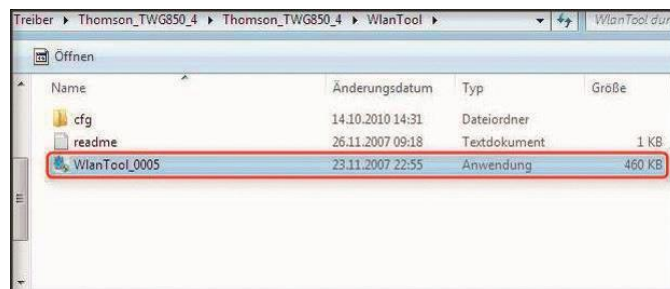 Treiber ▸ Thomson_TWG850_4 ▸ Thomson_TWG850_4 ▸ WlanTool ▸ WlanTool dur
Öffnen
Name Änderungsdatum Typ Größe
cfg 14.10.2010 14:31 Dateiordner
readme 26.11.2007 09:18 Textdokument 1 KB
WlanTool_0005 23.11.2007 22:55 Anwendung 460 KB